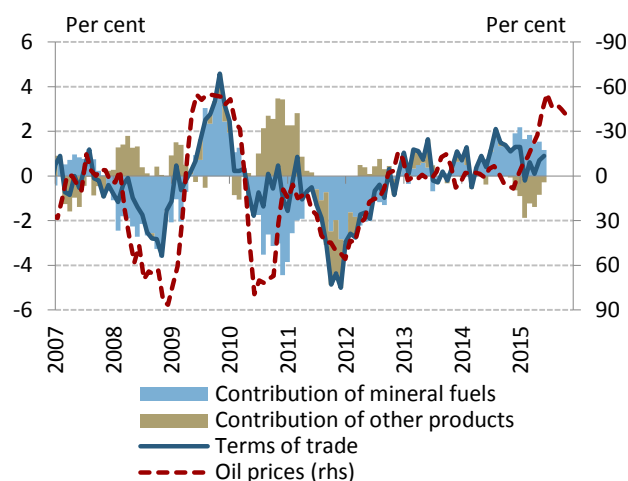 Per cent Per cent
6 -90
4 -60
2 -30
0 0
-2 30
-4 60
-6 90
2007 2008 2009 2010 2011 2012 2013 2014 2015
Contribution of mineral fuels
Contribution of other products
Terms of trade
Oil prices (rhs)